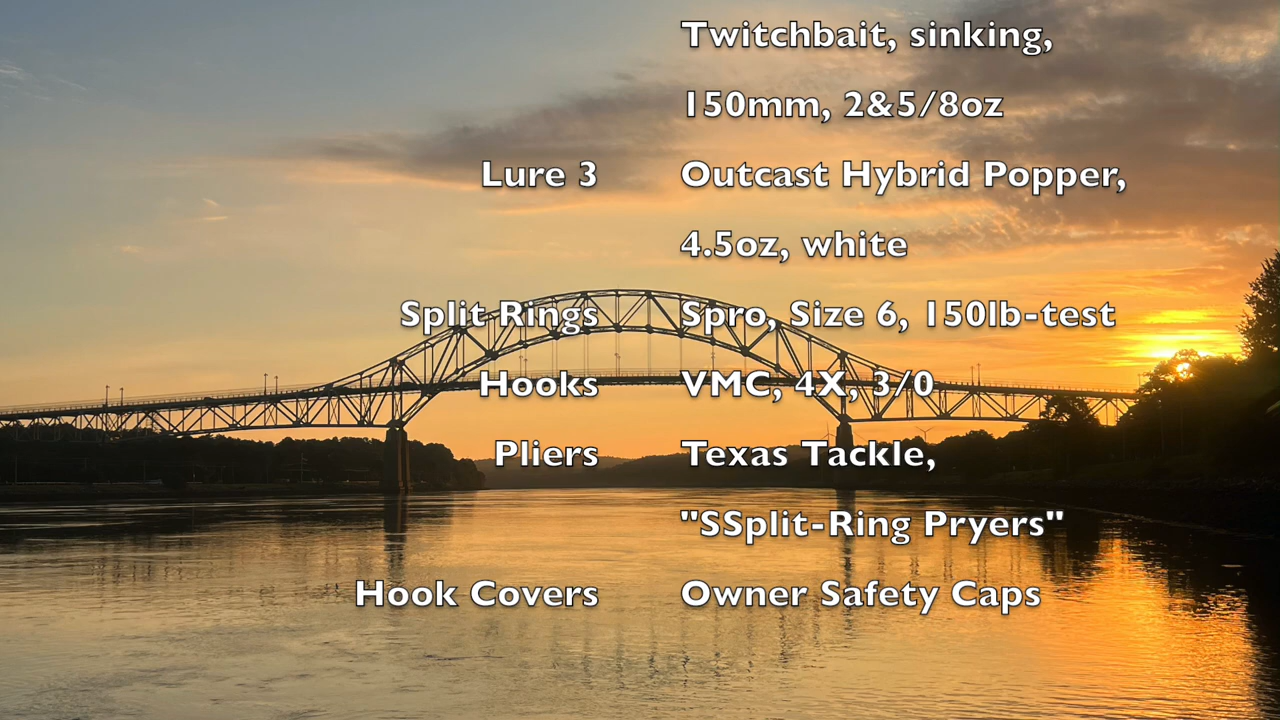 Twitchbait, sinking,
150mm, 2&5/8oz
Lure 3 Outcast Hybrid Popper,
4.5oz, white
Split Rings Spro, Size 6, 150lb-test
Hooks VMC, 4X, 3/0
Pliers Texas Tackle,
"SSplit-Ring Pryers"
Hook Covers Owner Safety Caps